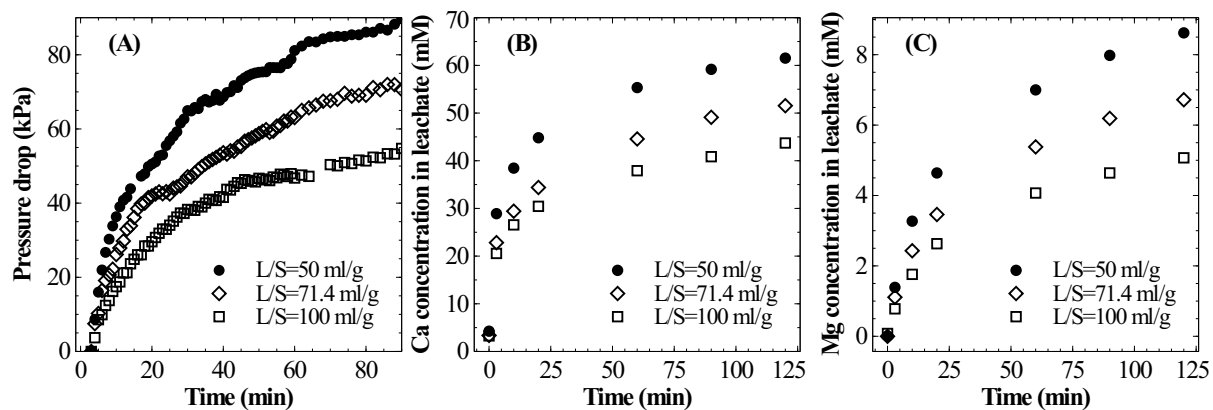 (A)
Pressure drop (kPa)
80
60
40
20
0
L/S=50 ml/g
L/S=71.4 ml/g
L/S=100 ml/g
0 20 40 60 80
Time (min)
(B)
Ca concentration in leachate (mM)
70
60
50
40
30
20
10
0
L/S=50 ml/g
L/S=71.4 ml/g
L/S=100 ml/g
0 25 50 75 100 125
Time (min)
(C)
Mg concentration in leachate (mM)
8
6
4
2
0
L/S=50 ml/g
L/S=71.4 ml/g
L/S=100 ml/g
0 25 50 75 100 125
Time (min)